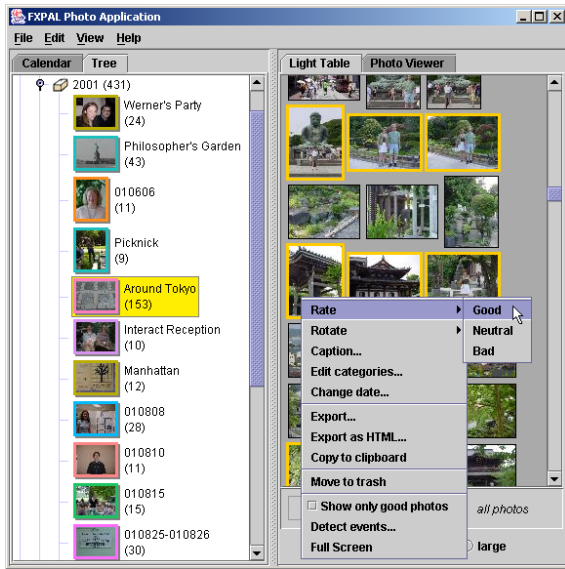 FXPAL Photo Application
File Edit View Help
Calendar Tree
2001 (431)
Werner's Party
(24)
Philosopher's Garden
(43)
010606
(11)
Picknick
(9)
Around Tokyo
(153)
Interact Reception
(10)
Manhattan
(12)
010808
(28)
010810
(11)
010815
(15)
010825-010826
(30)
Light Table Photo Viewer
Rate
Rotate
Caption...
Edit categories...
Change date...
Export...
Export as HTML...
Copy to clipboard
Move to trash
Show only good photos
Detect events...
Full Screen
Good
Neutral
Bad
all photos
large